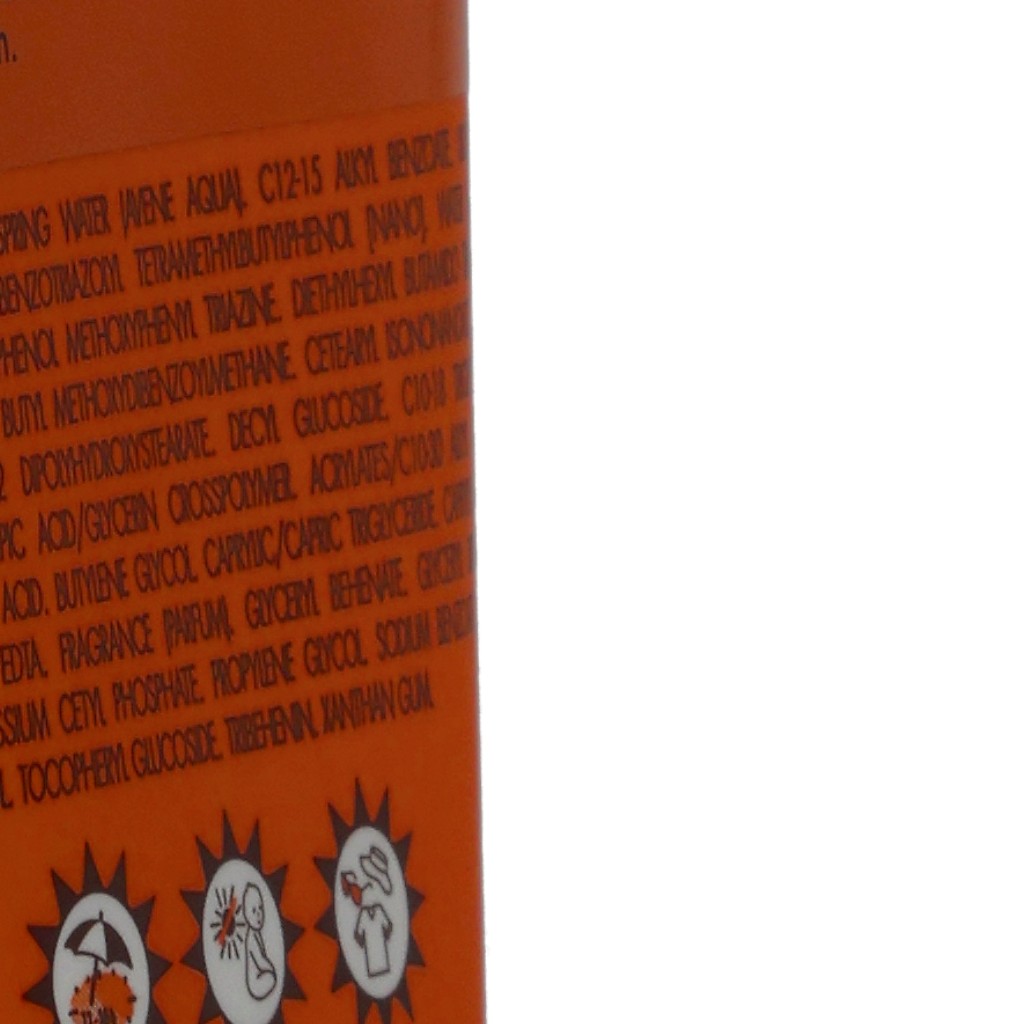 SPRING WATER (AVENE AQUA). C12-15 ALKYL BENZOATE.
BENZOTRIAZOLYL TETRAMETHYLBUTYLPHENOL [NANO].
PHENOL METHOXYPHENYL TRIAZINE. DIETHYLHEXYL BUTAMIDO
BUTYL METHOXYDIBENZOYLMETHANE. CETEARYL ISONONANOATE
2 DIPOLYHYDROXYSTEARATE. DECYL GLUCOSIDE. C10-18
ACID/GLYCERIN CROSSPOLYMER. ACRYLATES/C10-30
ACID. BUTYLENE GLYCOL. CAPRYLIC/CAPRIC TRIGLYCERIDE.
EDTA. FRAGRANCE (PARFUM). GLYCERYL BEHENATE. GLYCERYL
SSIUM CETYL PHOSPHATE. PROPYLENE GLYCOL. SODIUM
TOCOPHERYL GLUCOSIDE. TRIBEHENIN. XANTHAN GUM.